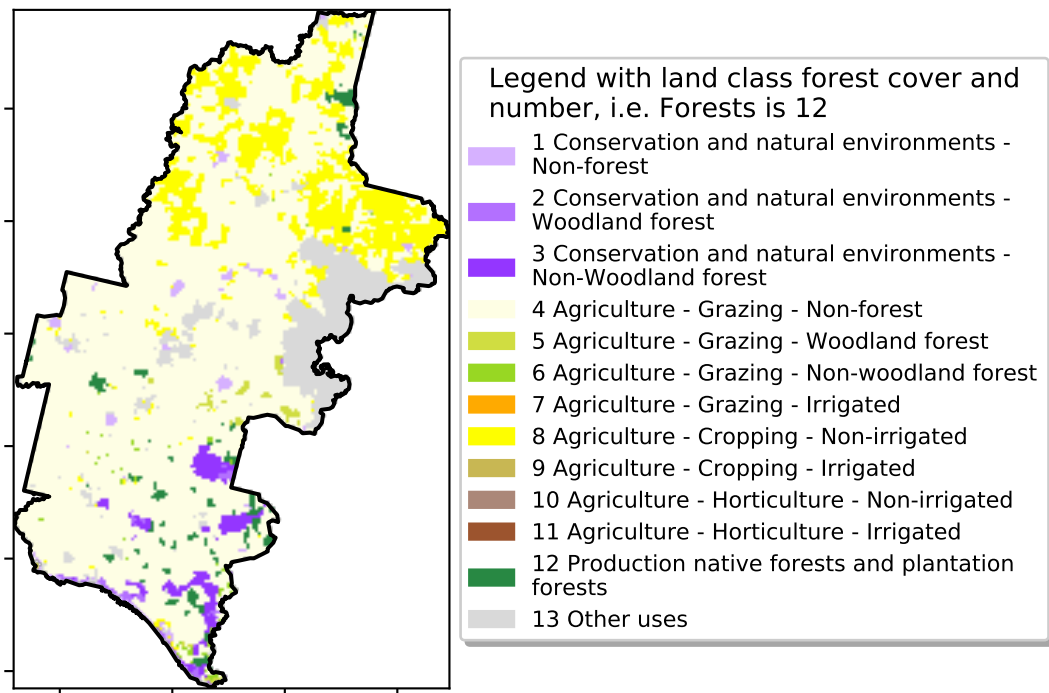 Legend with land class forest cover and
number, i.e. Forests is 12
1 Conservation and natural environments -
Non-forest
2 Conservation and natural environments -
Woodland forest
3 Conservation and natural environments -
Non-Woodland forest
4 Agriculture - Grazing - Non-forest
5 Agriculture - Grazing - Woodland forest
6 Agriculture - Grazing - Non-woodland forest
7 Agriculture - Grazing - Irrigated
8 Agriculture - Cropping - Non-irrigated
9 Agriculture - Cropping - Irrigated
10 Agriculture - Horticulture - Non-irrigated
11 Agriculture - Horticulture - Irrigated
12 Production native forests and plantation
forests
13 Other uses